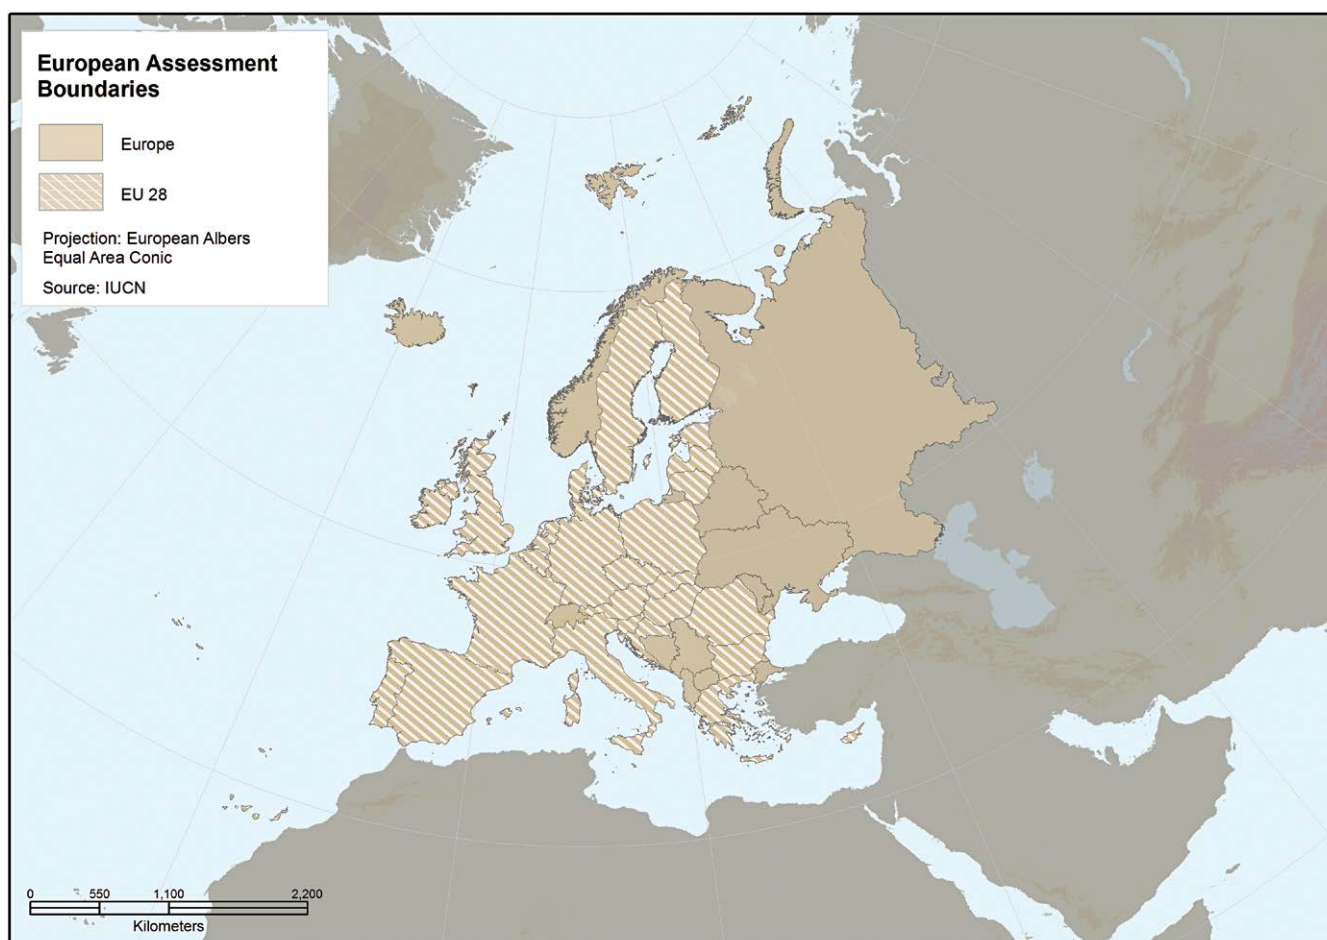 European Assessment
Boundaries
Europe
EU 28
Projection: European Albers
Equal Area Conic
Source: IUCN
0 550 1,100 2,200
Kilometers